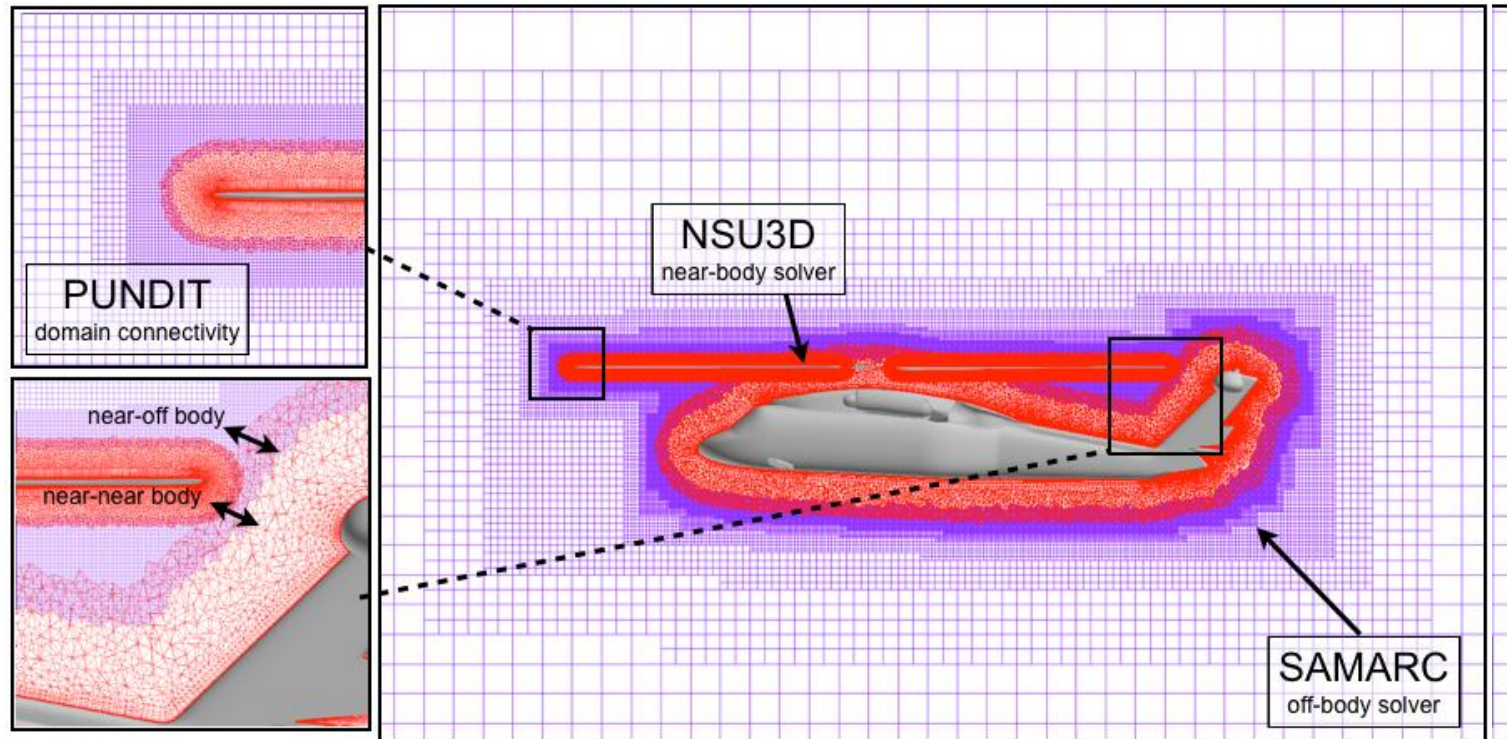 PUNDIT
domain connectivity
near-off body
near-near body
NSU3D
near-body solver
SAMARC
off-body solver